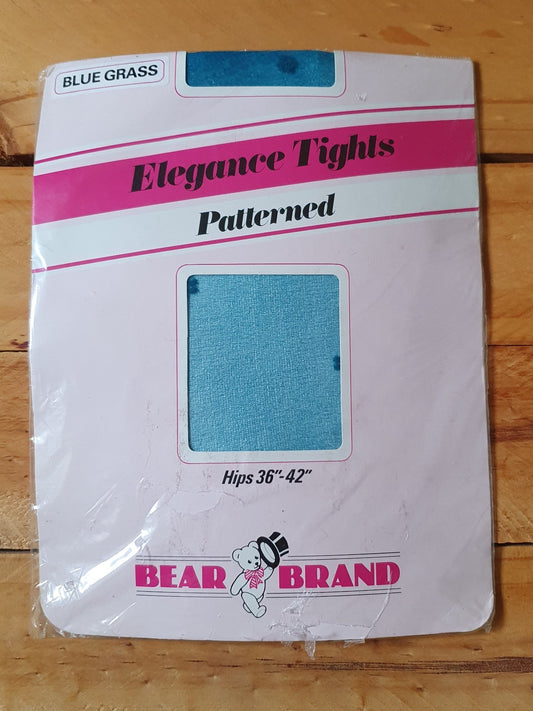 BLUE GRASS
Elegance Tights
Patterned
Hips 36"-42"
BEAR BRAND